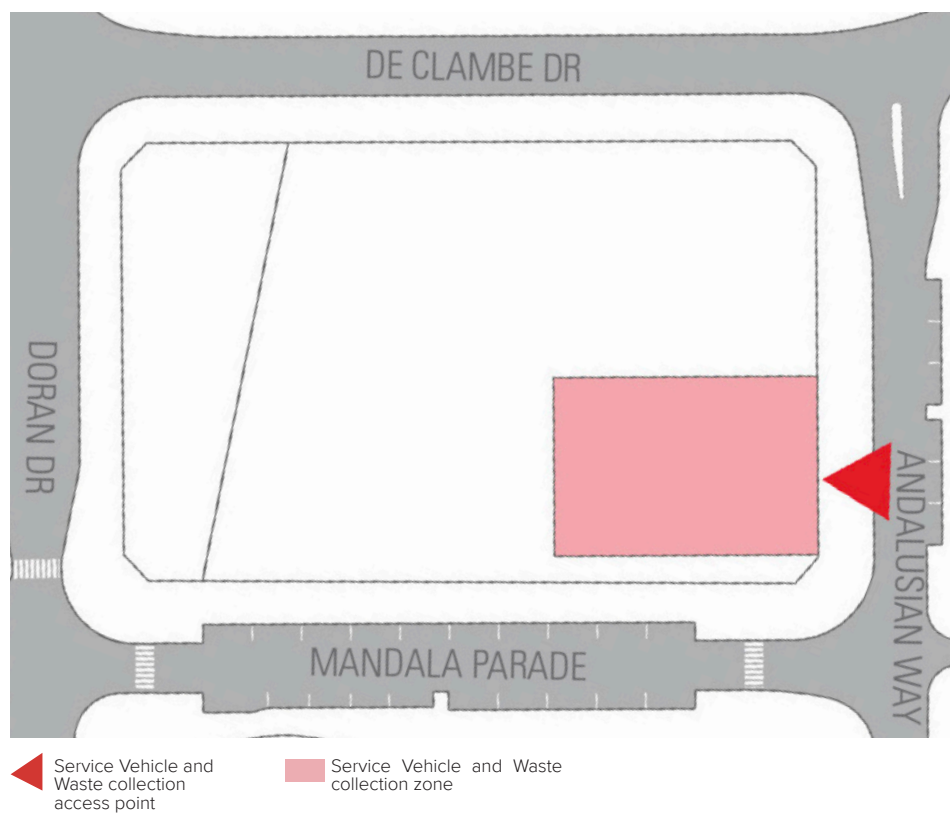 DE CLAMBE DR
DORAN DR
ANDALUSIAN WAY
MANDALA PARADE
Service Vehicle and
Waste collection
access point
Service Vehicle and Waste
collection zone